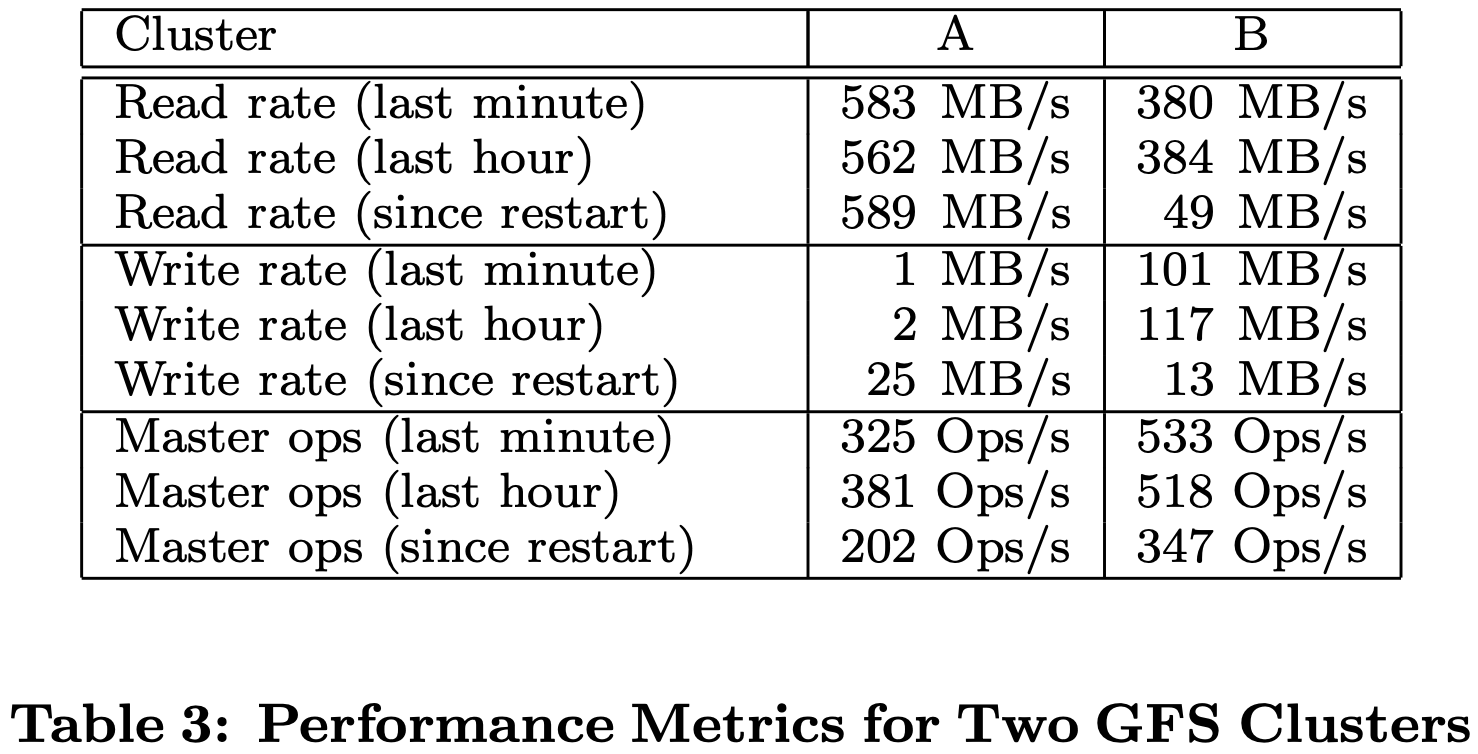 Cluster A B
Read rate (last minute) 583 MB/s 380 MB/s
Read rate (last hour) 562 MB/s 384 MB/s
Read rate (since restart) 589 MB/s 49 MB/s
Write rate (last minute) 1 MB/s 101 MB/s
Write rate (last hour) 2 MB/s 117 MB/s
Write rate (since restart) 25 MB/s 13 MB/s
Master ops (last minute) 325 Ops/s 533 Ops/s
Master ops (last hour) 381 Ops/s 518 Ops/s
Master ops (since restart) 202 Ops/s 347 Ops/s
Table 3: Performance Metrics for Two GFS Clusters